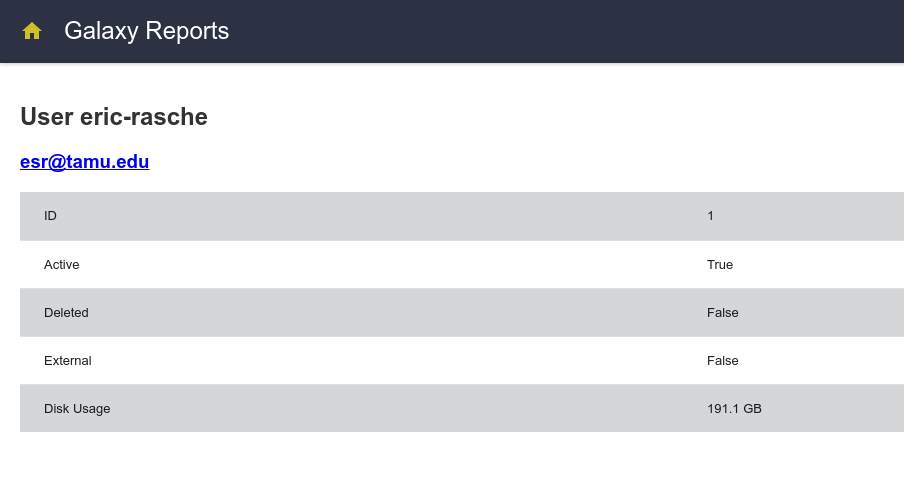 Galaxy Reports
User eric-rasche
esr@tamu.edu
ID 1
Active True
Deleted False
External False
Disk Usage 191.1 GB